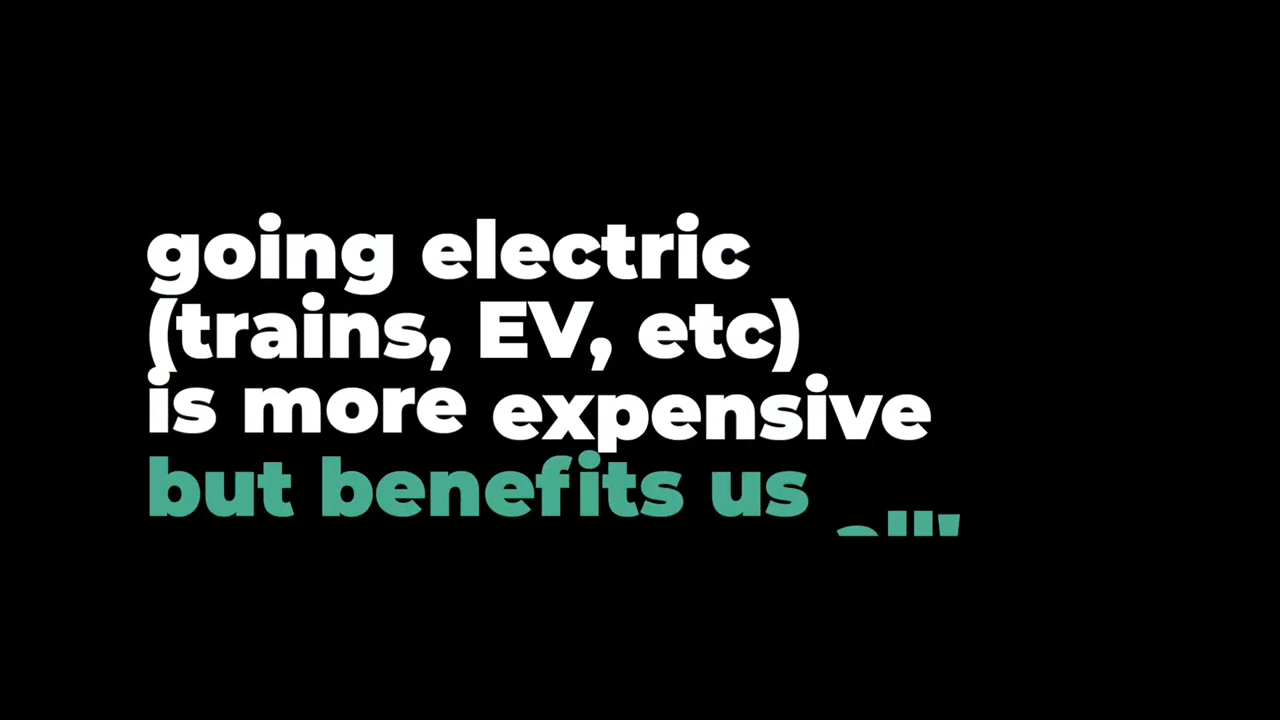 going electric
(trains, EV, etc)
is more expensive
but benefits us